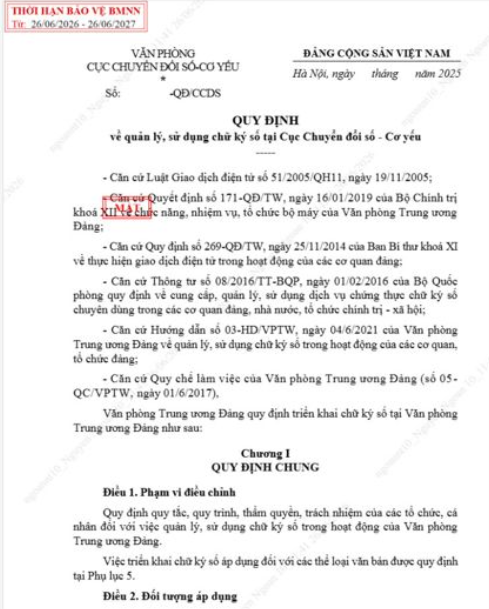 THỜI HẠN BẢO VỆ BMNN
Từ: 26/06/2026 - 26/06/2027
VĂN PHÒNG
CỤC CHUYỂN ĐỔI SỐ-CƠ YẾU
*
Số: -QĐ/CCDS
ĐẢNG CỘNG SẢN VIỆT NAM
Hà Nội, ngày tháng năm 2025
QUY ĐỊNH
về quản lý, sử dụng chữ ký số tại Cục Chuyển đổi số - Cơ yếu
-----
- Căn cứ Luật Giao dịch điện tử số 51/2005/QH11, ngày 19/11/2005;
- Căn cứ Quyết định số 171-QĐ/TW, ngày 16/01/2019 của Bộ Chính trị
MẬT
khoá XII về chức năng, nhiệm vụ, tổ chức bộ máy của Văn phòng Trung ương
Đảng;
- Căn cứ Quy định số 269-QĐ/TW, ngày 25/11/2014 của Ban Bí thư khoá XI
về thực hiện giao dịch điện tử trong hoạt động của các cơ quan đảng;
- Căn cứ Thông tư số 08/2016/TT-BQP, ngày 01/02/2016 của Bộ Quốc
phòng quy định về cung cấp, quản lý, sử dụng dịch vụ chứng thực chữ ký số
chuyên dùng trong các cơ quan đảng, nhà nước, tổ chức chính trị - xã hội;
- Căn cứ Hướng dẫn số 03-HD/VPTW, ngày 04/6/2021 của Văn phòng
Trung ương Đảng về quản lý, sử dụng chữ ký số trong hoạt động của các cơ quan,
tổ chức đảng;
- Căn cứ Quy chế làm việc của Văn phòng Trung ương Đảng (số 05-
QC/VPTW, ngày 01/6/2017),
Văn phòng Trung ương Đảng quy định triển khai chữ ký số tại Văn phòng
Trung ương Đảng như sau:
Chương I
QUY ĐỊNH CHUNG
Điều 1. Phạm vi điều chỉnh
Quy định quy tắc, quy trình, thẩm quyền, trách nhiệm của các tổ chức, cá
nhân đối với việc quản lý, sử dụng chữ ký số trong hoạt động của Văn phòng
Trung ương Đảng.
Việc triển khai chữ ký số áp dụng đối với các thể loại văn bản được quy định
tại Phụ lục 5.
Điều 2. Đối tượng áp dụng